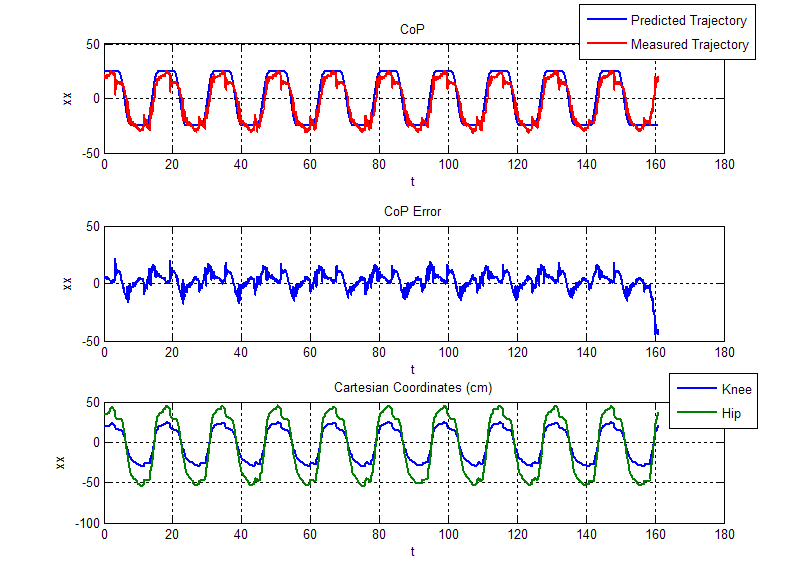 CoP
Predicted Trajectory
Measured Trajectory
50
0
-50
xx
0 20 40 60 80 100 120 140 160 180
t
CoP Error
50
0
-50
xx
0 20 40 60 80 100 120 140 160 180
t
Cartesian Coordinates (cm)
Knee
Hip
50
0
-50
-100
xx
0 20 40 60 80 100 120 140 160 180
t